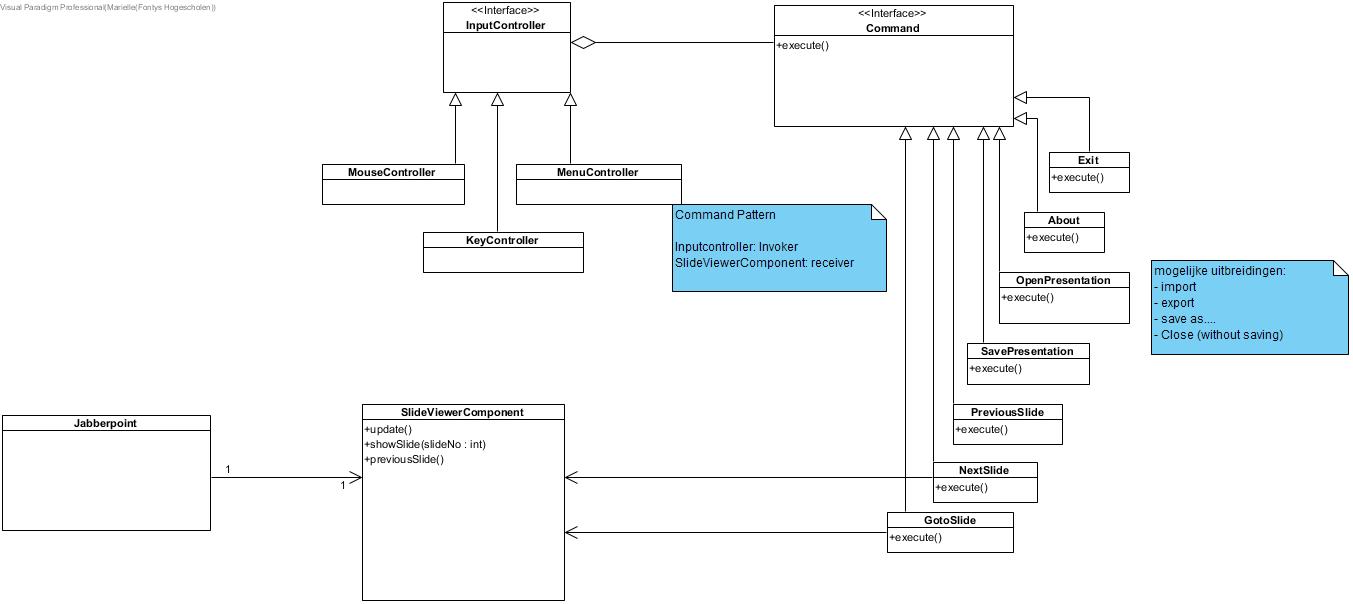 Visual Paradigm Professional(Marielle(Fontys Hogescholen))
<<Interface>>
InputController
<<Interface>>
Command
+execute()
MouseController
MenuController
KeyController
Command Pattern
Inputcontroller: Invoker
SlideViewerComponent: receiver
Exit
+execute()
About
+execute()
OpenPresentation
+execute()
mogelijke uitbreidingen:
- import
- export
- save as....
- Close (without saving)
SavePresentation
+execute()
PreviousSlide
+execute()
NextSlide
+execute()
GotoSlide
+execute()
Jabberpoint
1
1
SlideViewerComponent
+update()
+showSlide(slideNo : int)
+previousSlide()